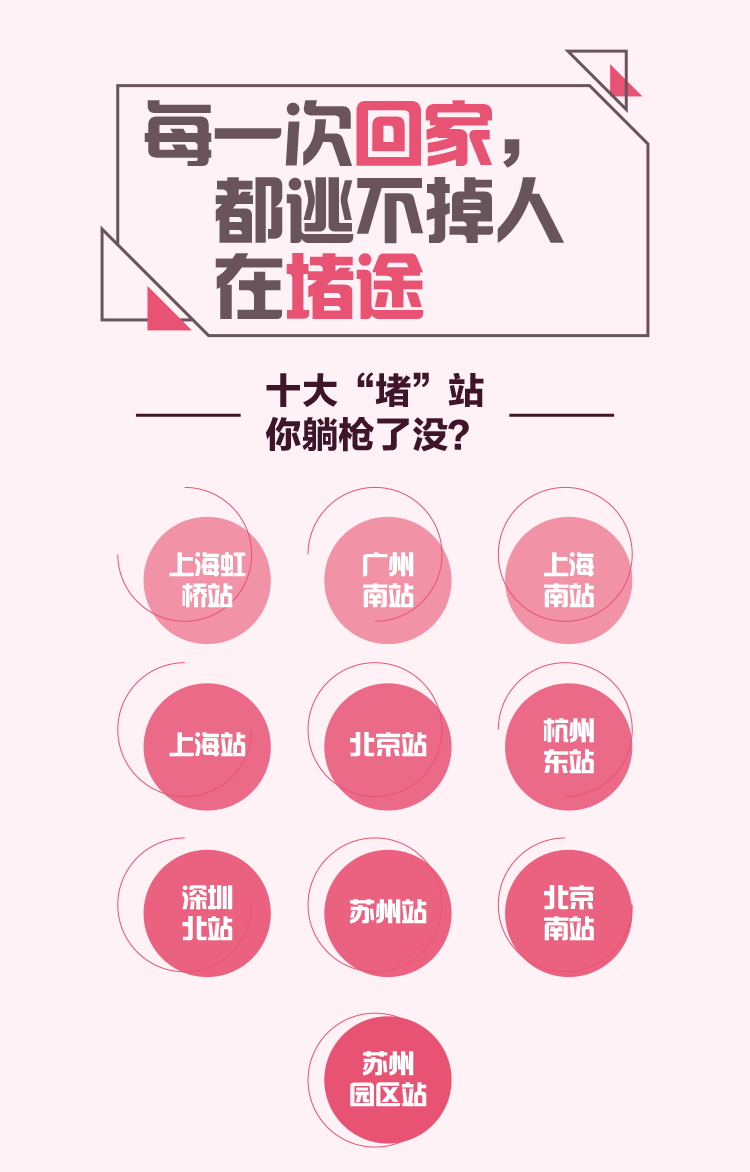 每一次回家，
都逃不掉人
在堵途
十大“堵”站
你躺枪了没？
上海虹
桥站
广州
南站
上海
南站
上海站
北京站
杭州
东站
深圳
北站
苏州站
北京
南站
苏州
园区站